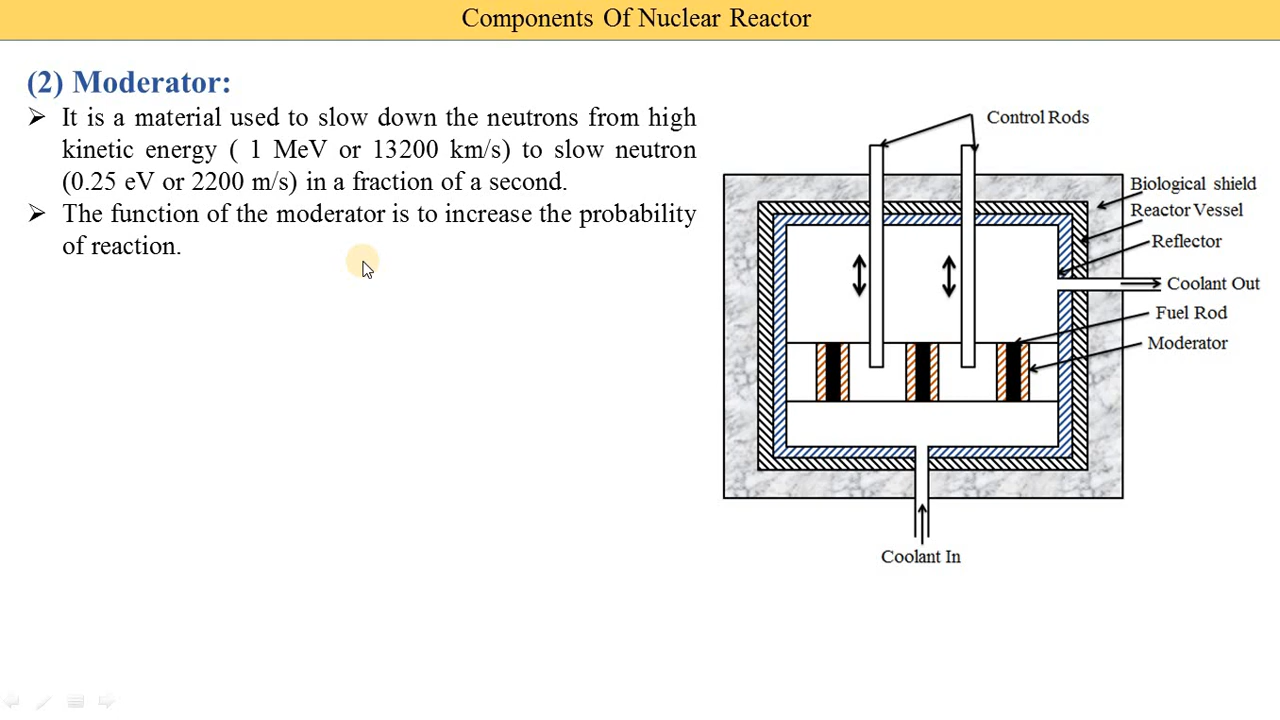 Components Of Nuclear Reactor
(2) Moderator:
➢ It is a material used to slow down the neutrons from high
kinetic energy ( 1 MeV or 13200 km/s) to slow neutron
(0.25 eV or 2200 m/s) in a fraction of a second.
➢ The function of the moderator is to increase the probability
of reaction.
Control Rods
Biological shield
Reactor Vessel
Reflector
Coolant Out
Fuel Rod
Moderator
Coolant In